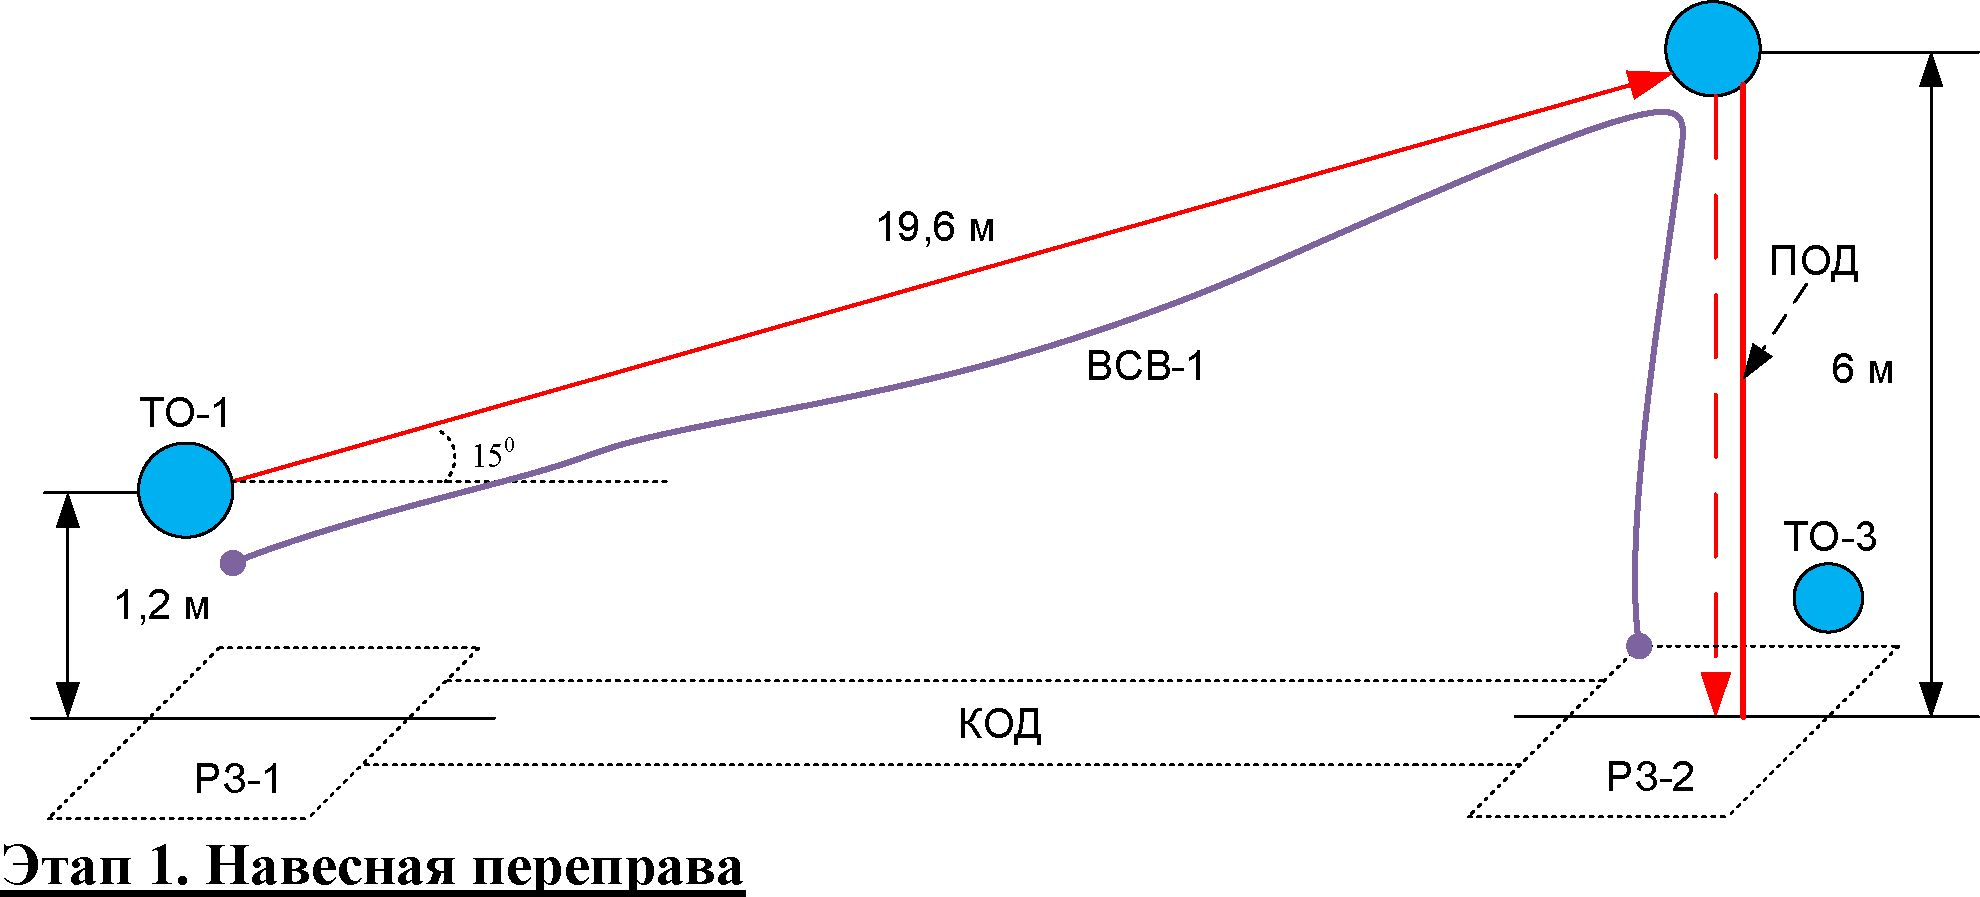 19,6 м
ПОД
ВСВ-1
6 м
ТО-1
15⁰
ТО-3
1,2 м
КОД
РЗ-1
РЗ-2
Этап 1. Навесная переправа